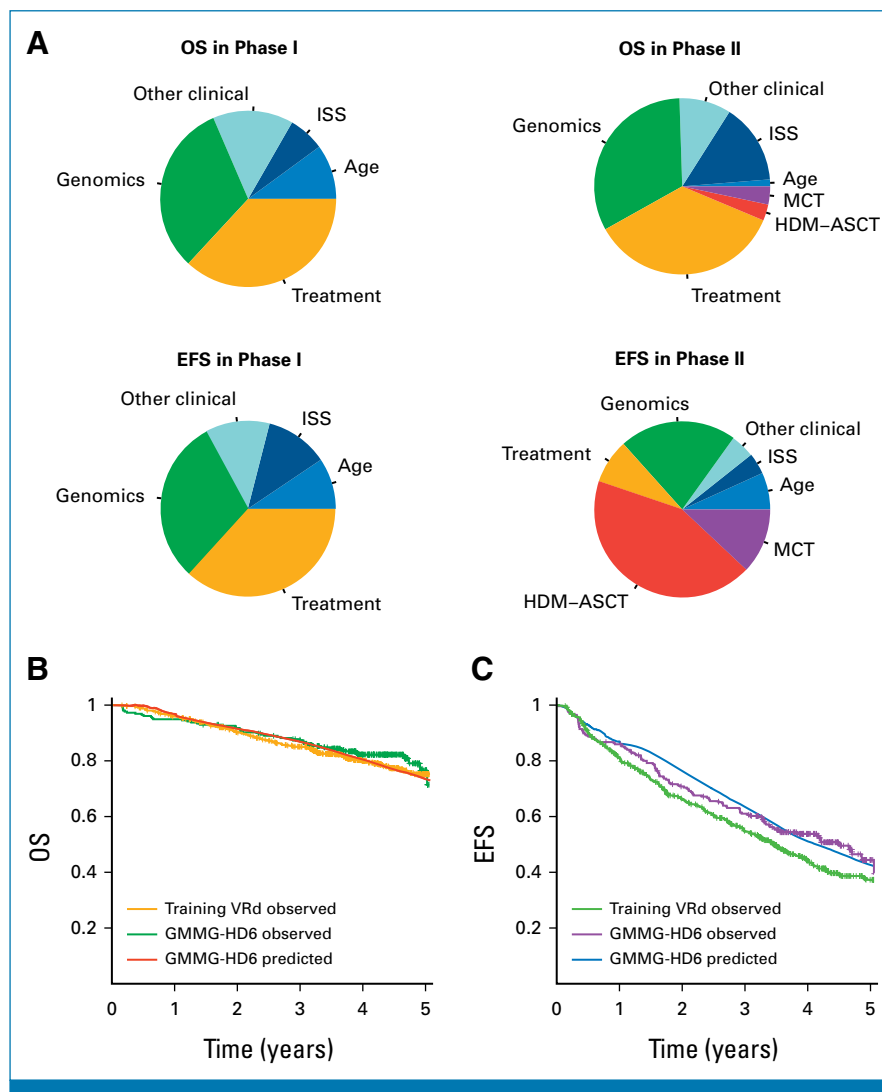 A
OS in Phase I
Other clinical
ISS
Age
Genomics
Treatment
OS in Phase II
Other clinical
ISS
Genomics
Age
MCT
HDM–ASCT
Treatment
EFS in Phase I
Other clinical
ISS
Age
Genomics
Treatment
EFS in Phase II
Genomics
Other clinical
ISS
Age
Treatment
MCT
HDM–ASCT
B
OS
1
0.8
0.6
0.4
0.2
Training VRd observed
GMMG-HD6 observed
GMMG-HD6 predicted
0 1 2 3 4 5
Time (years)
C
EFS
1
0.8
0.6
0.4
0.2
Training VRd observed
GMMG-HD6 observed
GMMG-HD6 predicted
0 1 2 3 4 5
Time (years)